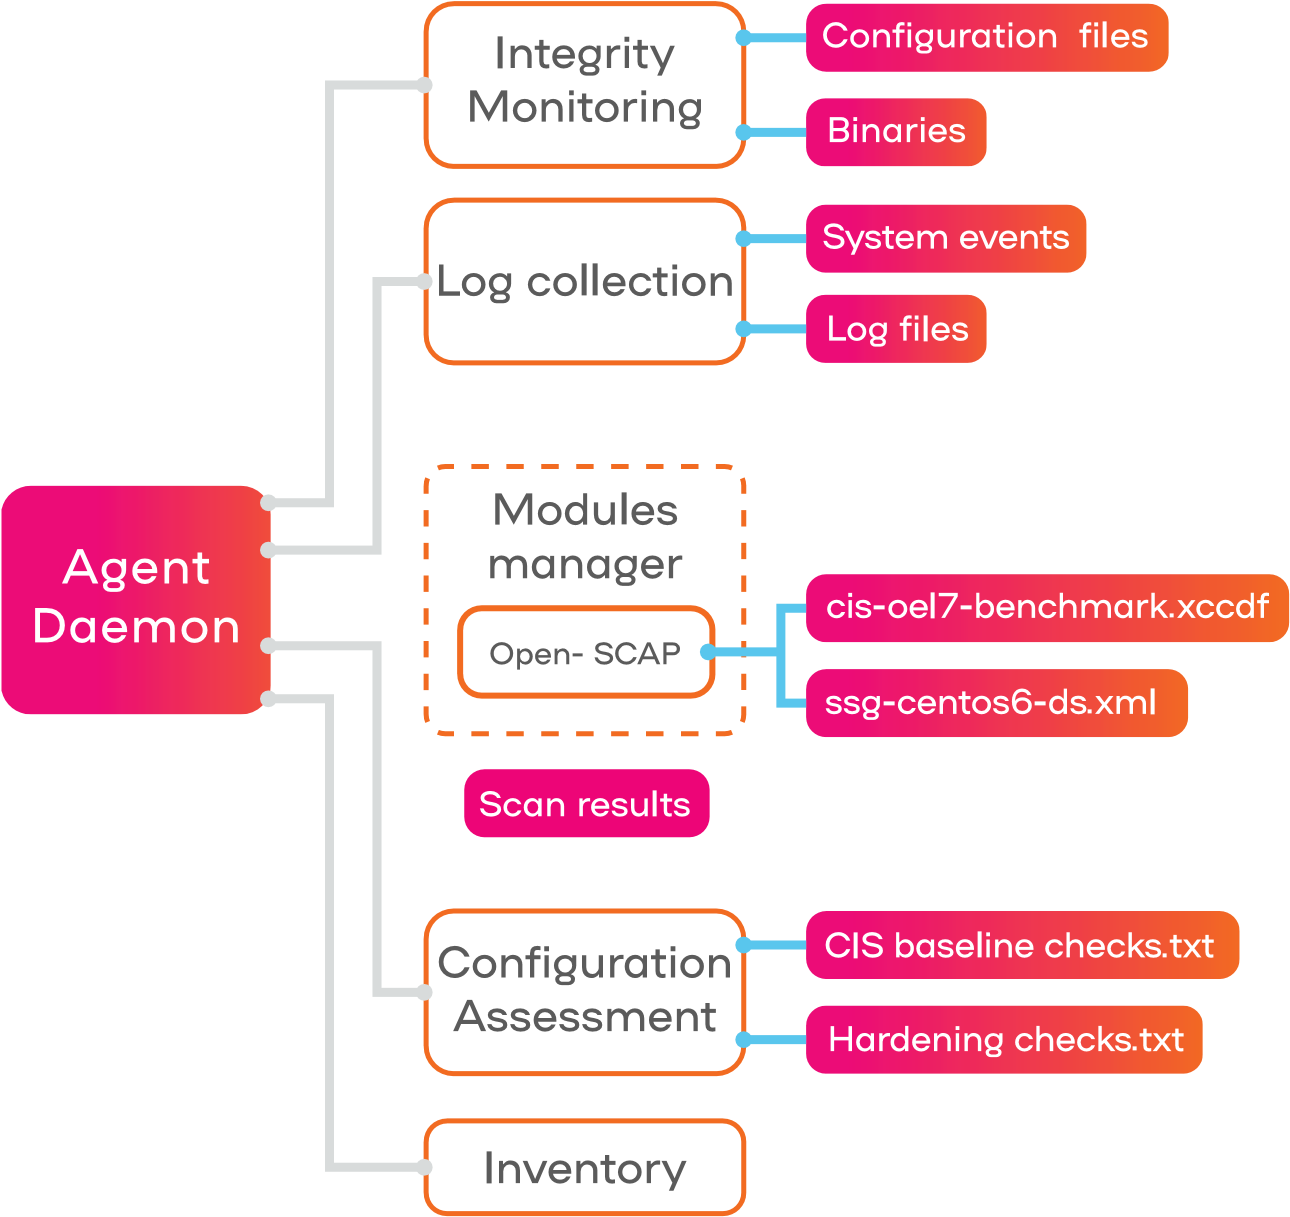 Integrity
Monitoring
Configuration files
Binaries
Log collection
System events
Log files
Agent
Daemon
Modules
manager
Open- SCAP
cis-oel7-benchmark.xccdf
ssg-centos6-ds.xml
Scan results
Configuration
Assessment
CIS baseline checks.txt
Hardening checks.txt
Inventory